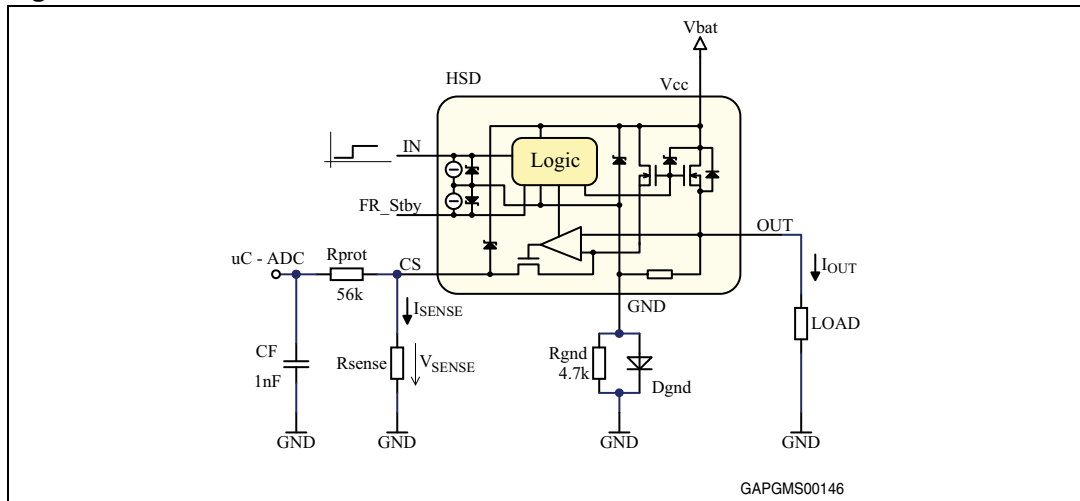 Vbat
HSD
Vcc
IN
Logic
FR_Stby
OUT
uC - ADC
Rprot
CS
56k
IOUT
ISENSE
GND
LOAD
CF
1nF
Rsense
VSENSE
Rgnd
4.7k
Dgnd
GND
GND
GND
GND
GAPGMS00146